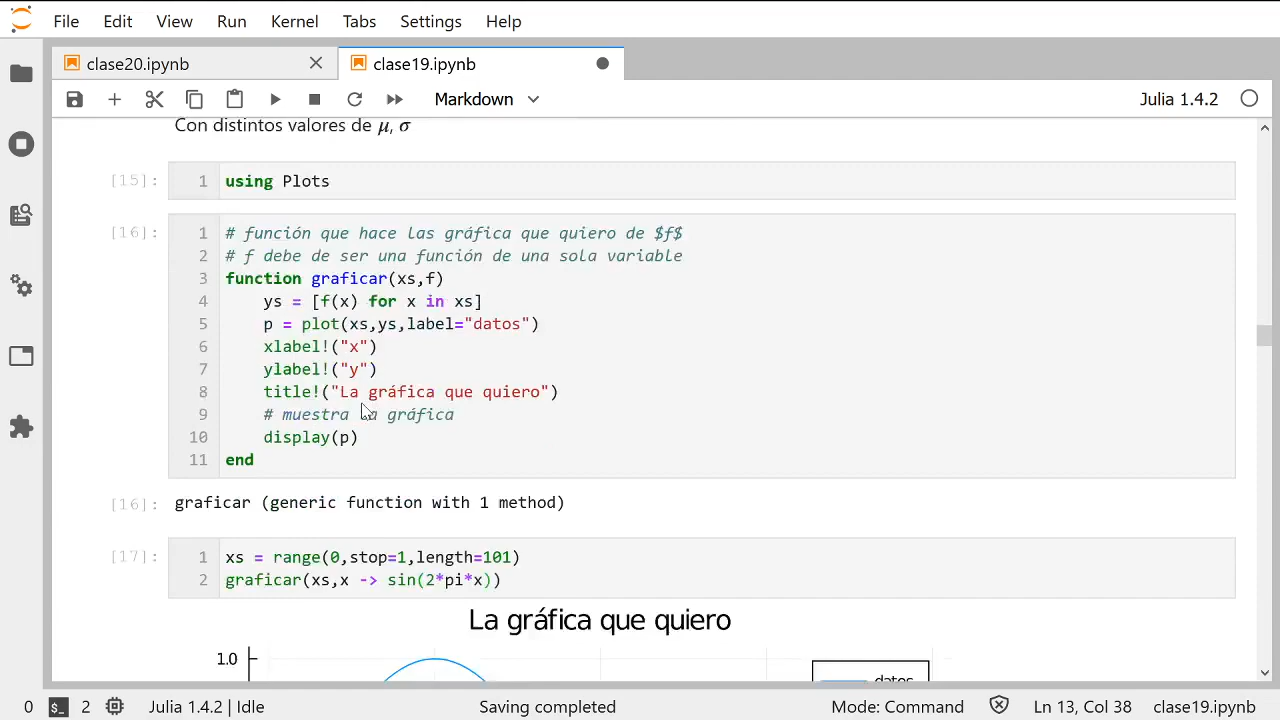 File Edit View Run Kernel Tabs Settings Help
clase20.ipynb clase19.ipynb
Markdown Julia 1.4.2
Con distintos valores de μ, σ
[15]: 1 using Plots
[16]: 1 # función que hace las gráfica que quiero de $f$
2 # f debe de ser una función de una sola variable
3 function graficar(xs,f)
4 ys = [f(x) for x in xs]
5 p = plot(xs,ys,label="datos")
6 xlabel!("x")
7 ylabel!("y")
8 title!("La gráfica que quiero")
9 # muestra la gráfica
10 display(p)
11 end
[16]: graficar (generic function with 1 method)
[17]: 1 xs = range(0,stop=1,length=101)
2 graficar(xs,x -> sin(2*pi*x))
La gráfica que quiero
1.0
datos
0 $_ 2 Julia 1.4.2 | Idle Saving completed Mode: Command Ln 13, Col 38 clase19.ipynb